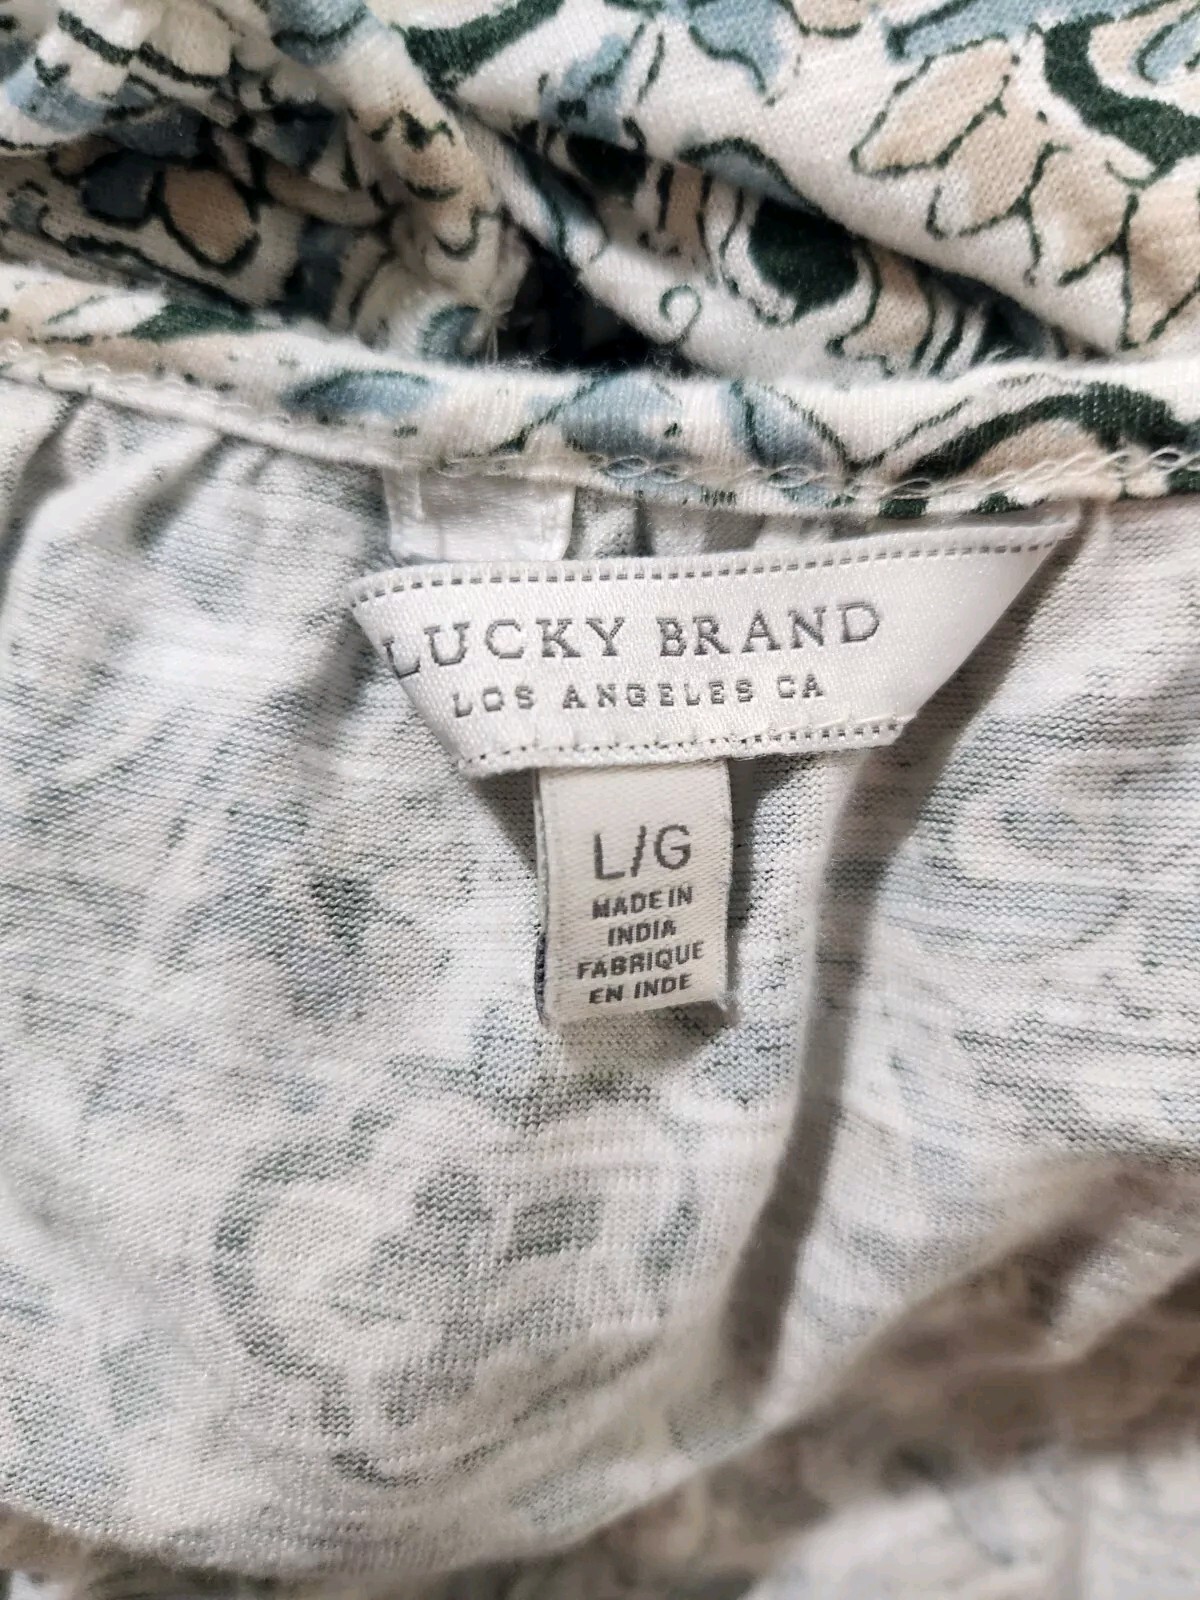 LUCKY BRAND
LOS ANGELES CA
L/G
MADE IN
INDIA
FABRIQUE
EN INDE